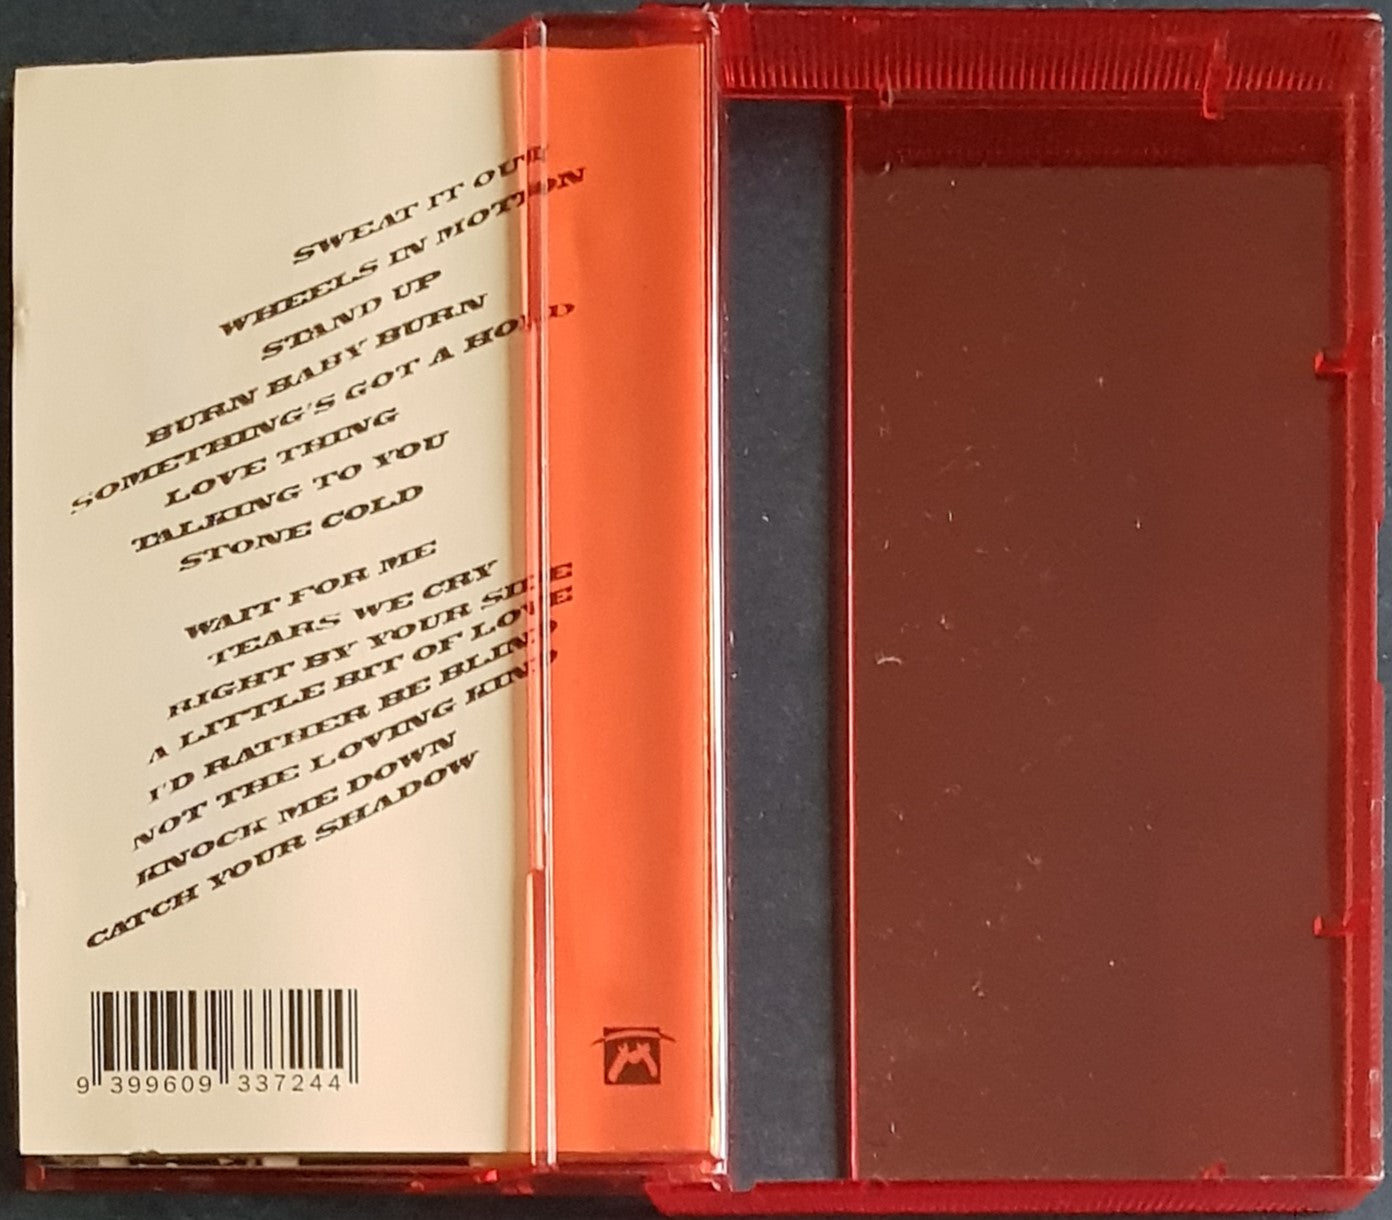 SWEAT IT OUT
WHEELS IN MOTION
STAND UP
BURN BABY BURN
SOMETHING'S GOT A HOLD
LOVE THING
TALKING TO YOU
STONE COLD
WAIT FOR ME
TEARS WE CRY
RIGHT BY YOUR SIDE
A LITTLE BIT OF LOVE
I'D RATHER BE BLIND
NOT THE LOVING KIND
KNOCK ME DOWN
CATCH YOUR SHADOW
9 399609 337244